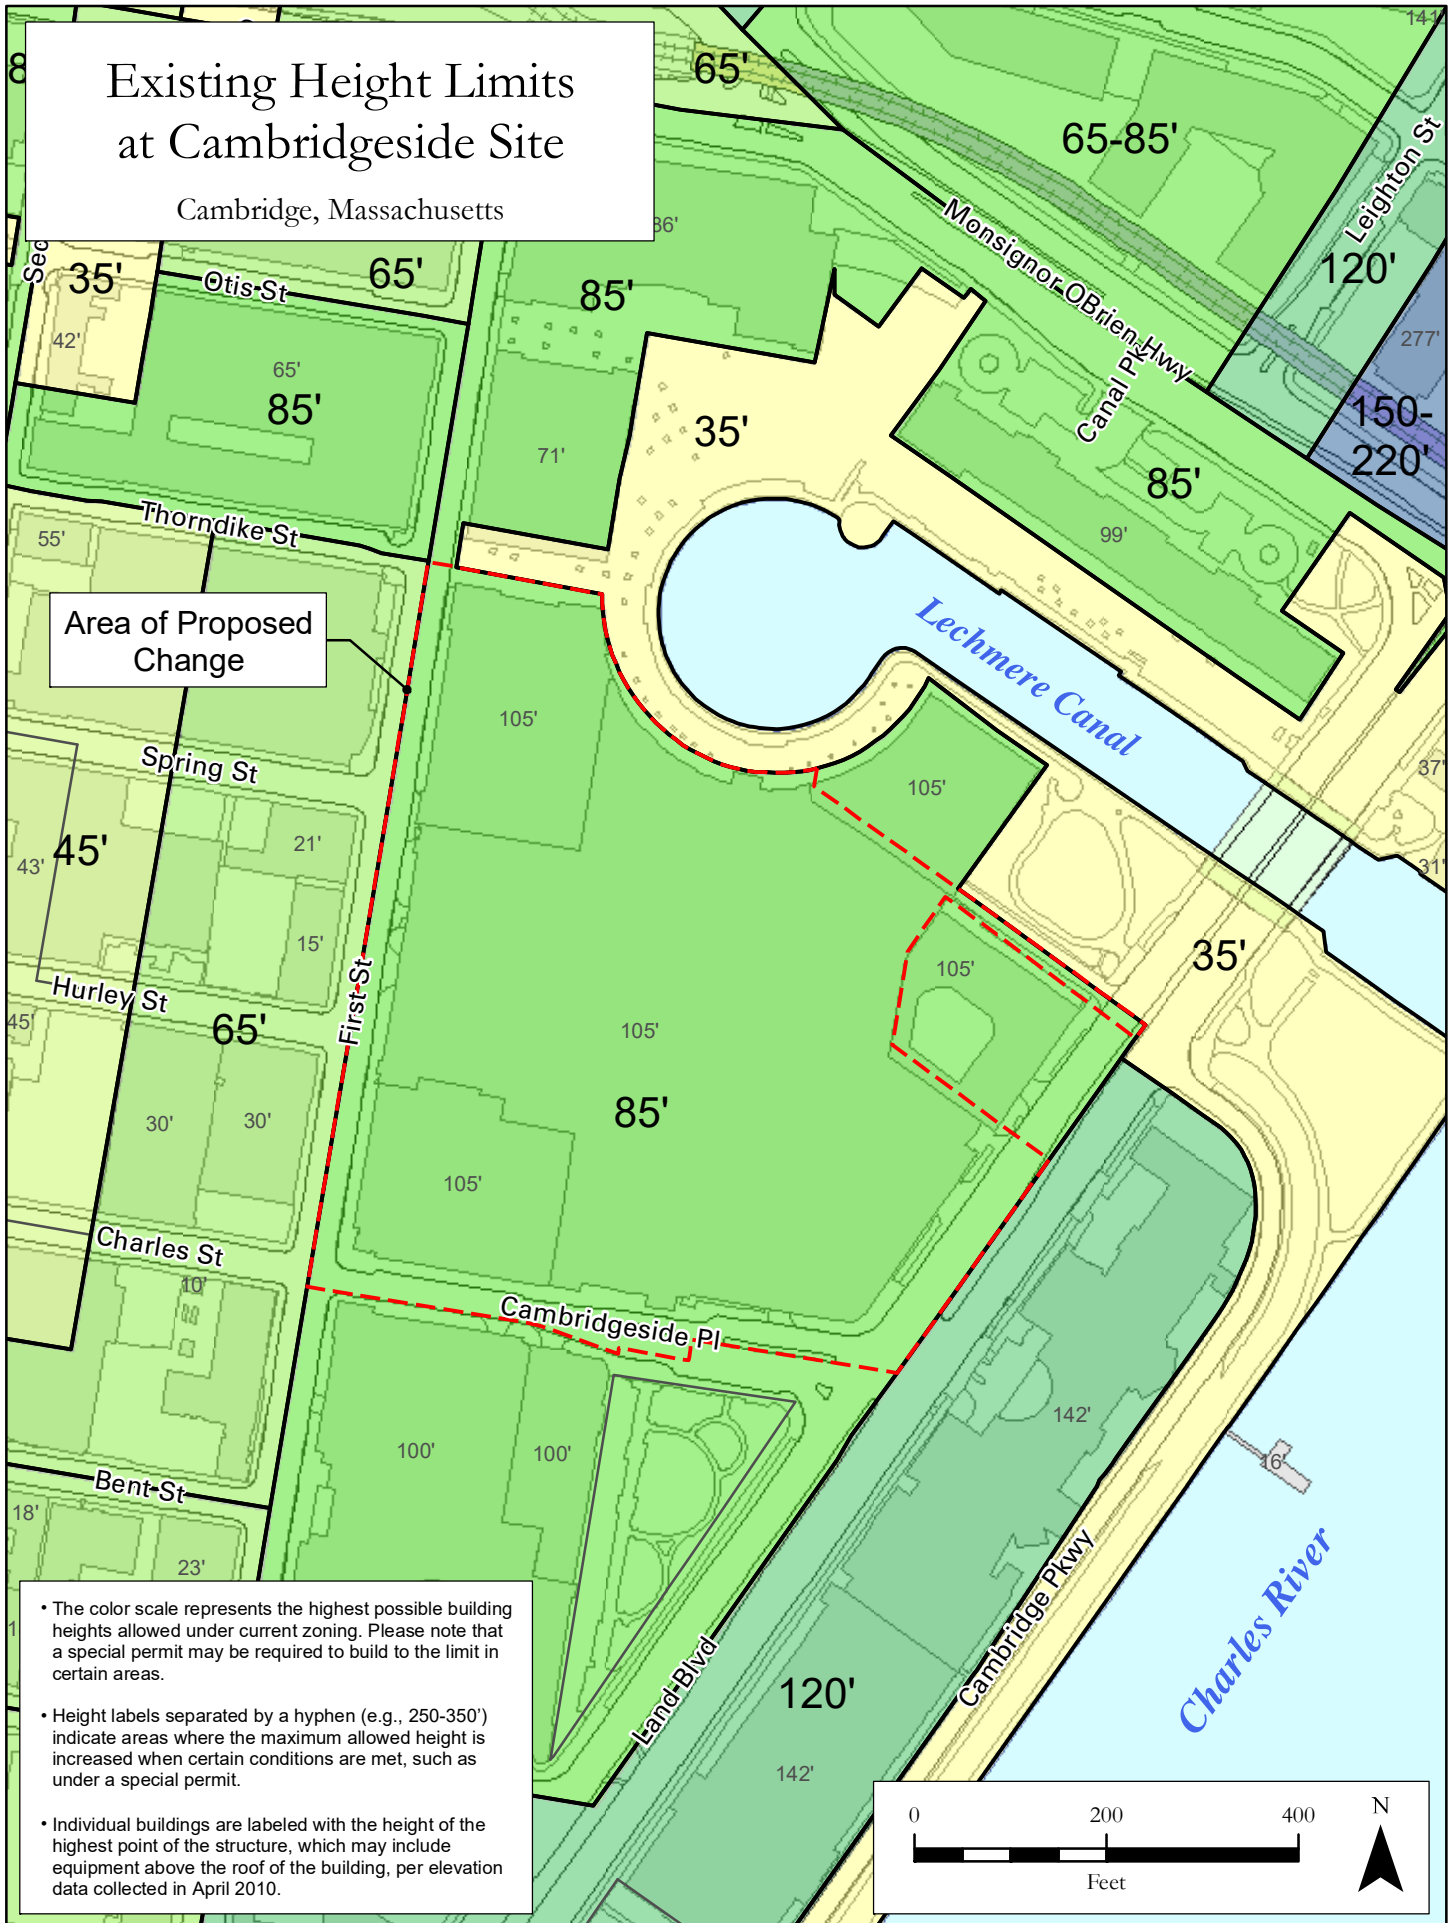 Existing Height Limits
at Cambridgeside Site
Cambridge, Massachusetts
8
65'
141'
65-85'
Leighton St
36'
Monsignor OBrien Hwy
Sec
35'
Otis St
65'
85'
120'
42'
65'
85'
277'
Canal Pk
150-
220'
35'
71'
85'
99'
Thorndike St
55'
Area of Proposed
Change
Lechmere Canal
105'
Spring St
105'
37'
21'
45'
43'
31'
15'
35'
105'
Hurley St
First St
45'
65'
105'
85'
30'
30'
105'
Charles St
10'
Cambridgeside Pl
142'
100'
100'
16'
Bent St
18'
23'
Cambridge Pkwy
Charles River
Land Blvd
120'
142'
• The color scale represents the highest possible building
heights allowed under current zoning. Please note that
a special permit may be required to build to the limit in
certain areas.
• Height labels separated by a hyphen (e.g., 250-350’)
indicate areas where the maximum allowed height is
increased when certain conditions are met, such as
under a special permit.
• Individual buildings are labeled with the height of the
highest point of the structure, which may include
equipment above the roof of the building, per elevation
data collected in April 2010.
0 200 400
Feet
N